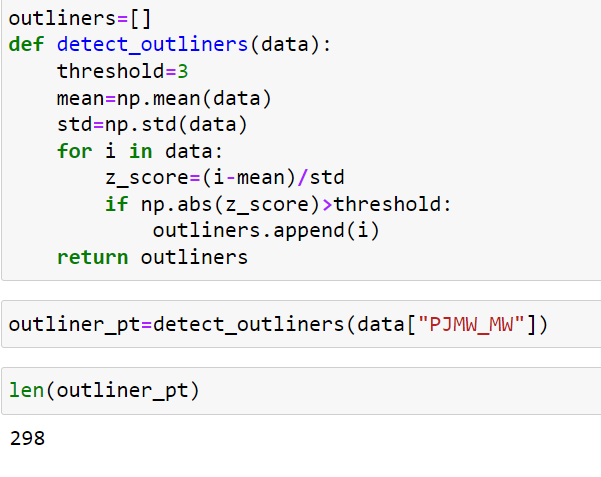 outliners=[]
def detect_outliners(data):
    threshold=3
    mean=np.mean(data)
    std=np.std(data)
    for i in data:
        z_score=(i-mean)/std
        if np.abs(z_score)>threshold:
            outliners.append(i)
    return outliners
outliner_pt=detect_outliners(data["PJMW_MW"])
len(outliner_pt)
298